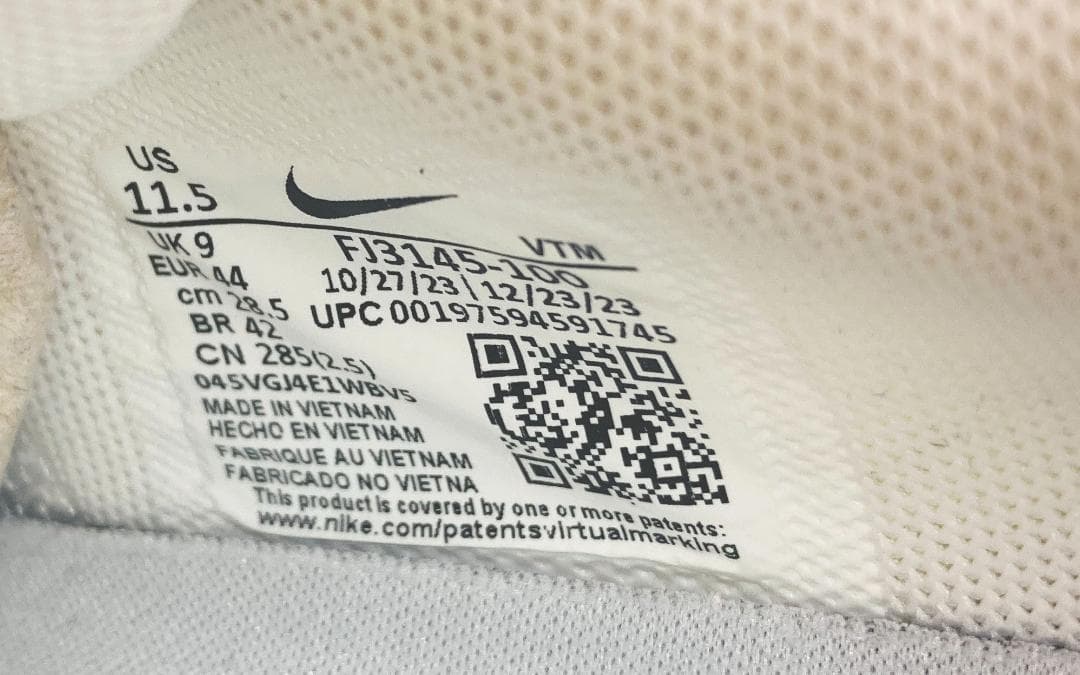 US
11.5
UK 9
EUR 44
cm 28.5
BR 42
CN 285(2.5)
VTM
FJ3145-100
10/27/23\12/23/23
UPC 00197594591745
045VGJ4E1WBV5
MADE IN VIETNAM
HECHO EN VIETNAM
FABRIQUE AU VIETNAM
FABRICADO NO VIETNA
This product is covered by one or more patents:
www.nike.com/patentsvirtualmarking